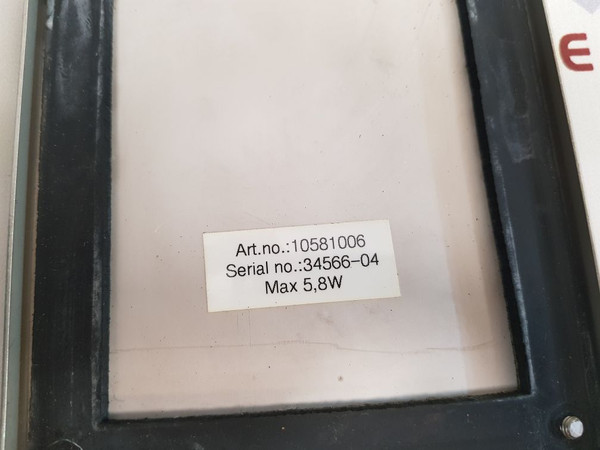 Art.no.:10581006
Serial no.:34566-04
Max 5,8W
E